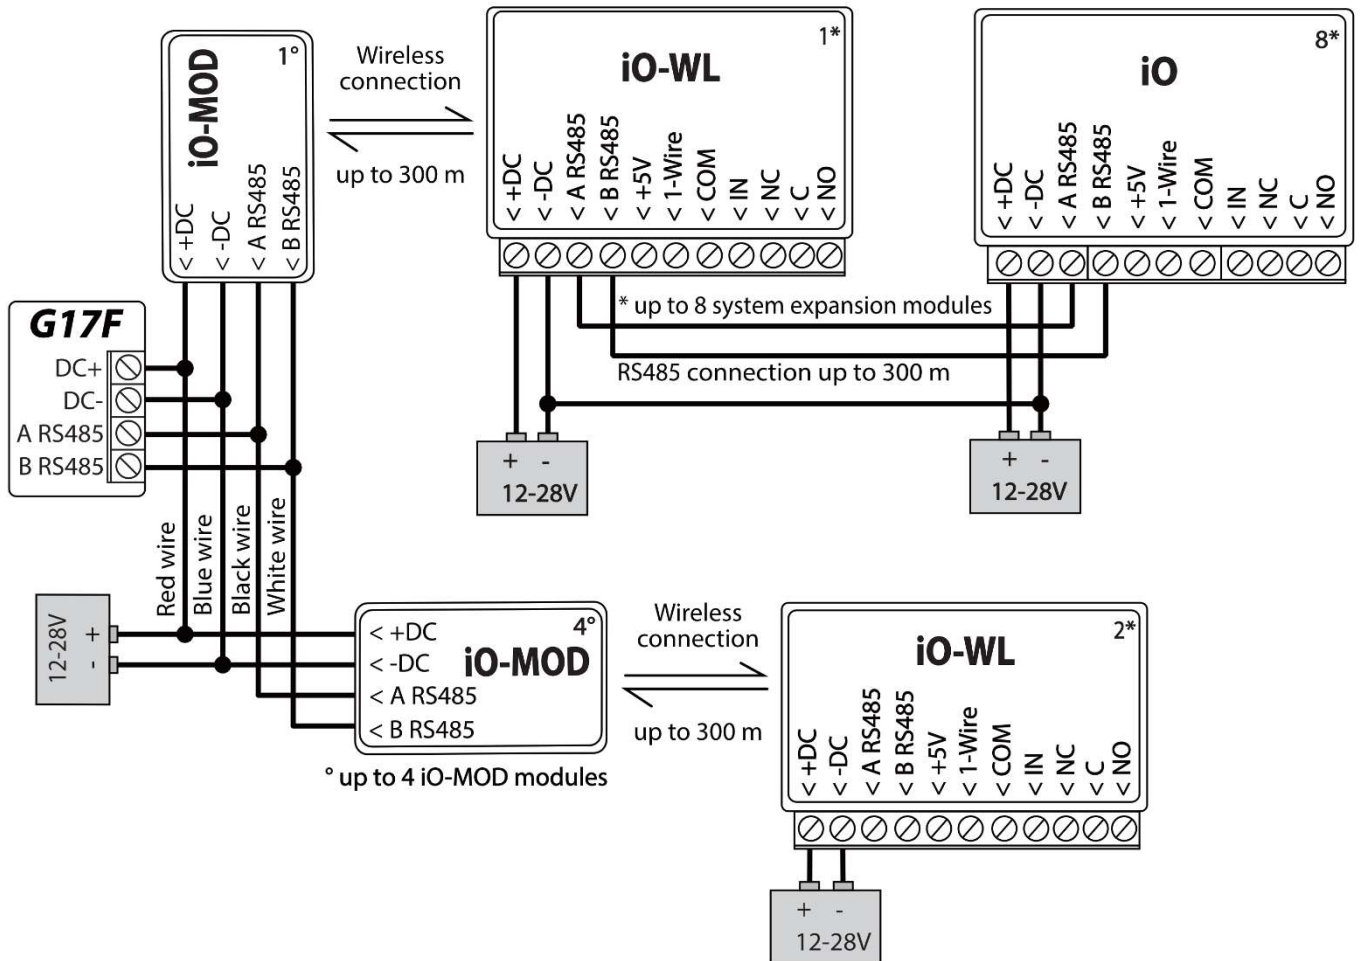 iO-MOD
1°
< +DC
< -DC
< A RS485
< B RS485
Wireless
connection
up to 300 m
iO-WL
1*
< +DC
< -DC
< A RS485
< B RS485
< +5V
< 1-Wire
< COM
< IN
< NC
< C
< NO
iO
8*
< +DC
< -DC
< A RS485
< B RS485
< +5V
< 1-Wire
< COM
< IN
< NC
< C
< NO
* up to 8 system expansion modules
RS485 connection up to 300 m
+ -
12-28V
+ -
12-28V
G17F
DC+
DC-
A RS485
B RS485
Red wire
Blue wire
Black wire
White wire
12-28V
+
-
4°
iO-MOD
< +DC
< -DC
< A RS485
< B RS485
° up to 4 iO-MOD modules
Wireless
connection
up to 300 m
2*
iO-WL
< +DC
< -DC
< A RS485
< B RS485
< +5V
< 1-Wire
< COM
< IN
< NC
< C
< NO
+ -
12-28V